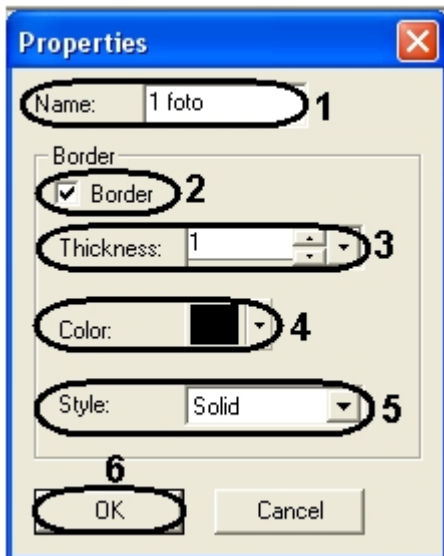 Properties
Name: 1 foto 1
Border
Border 2
Thickness: 1 3
Color: 4
Style: Solid 5
6
OK Cancel